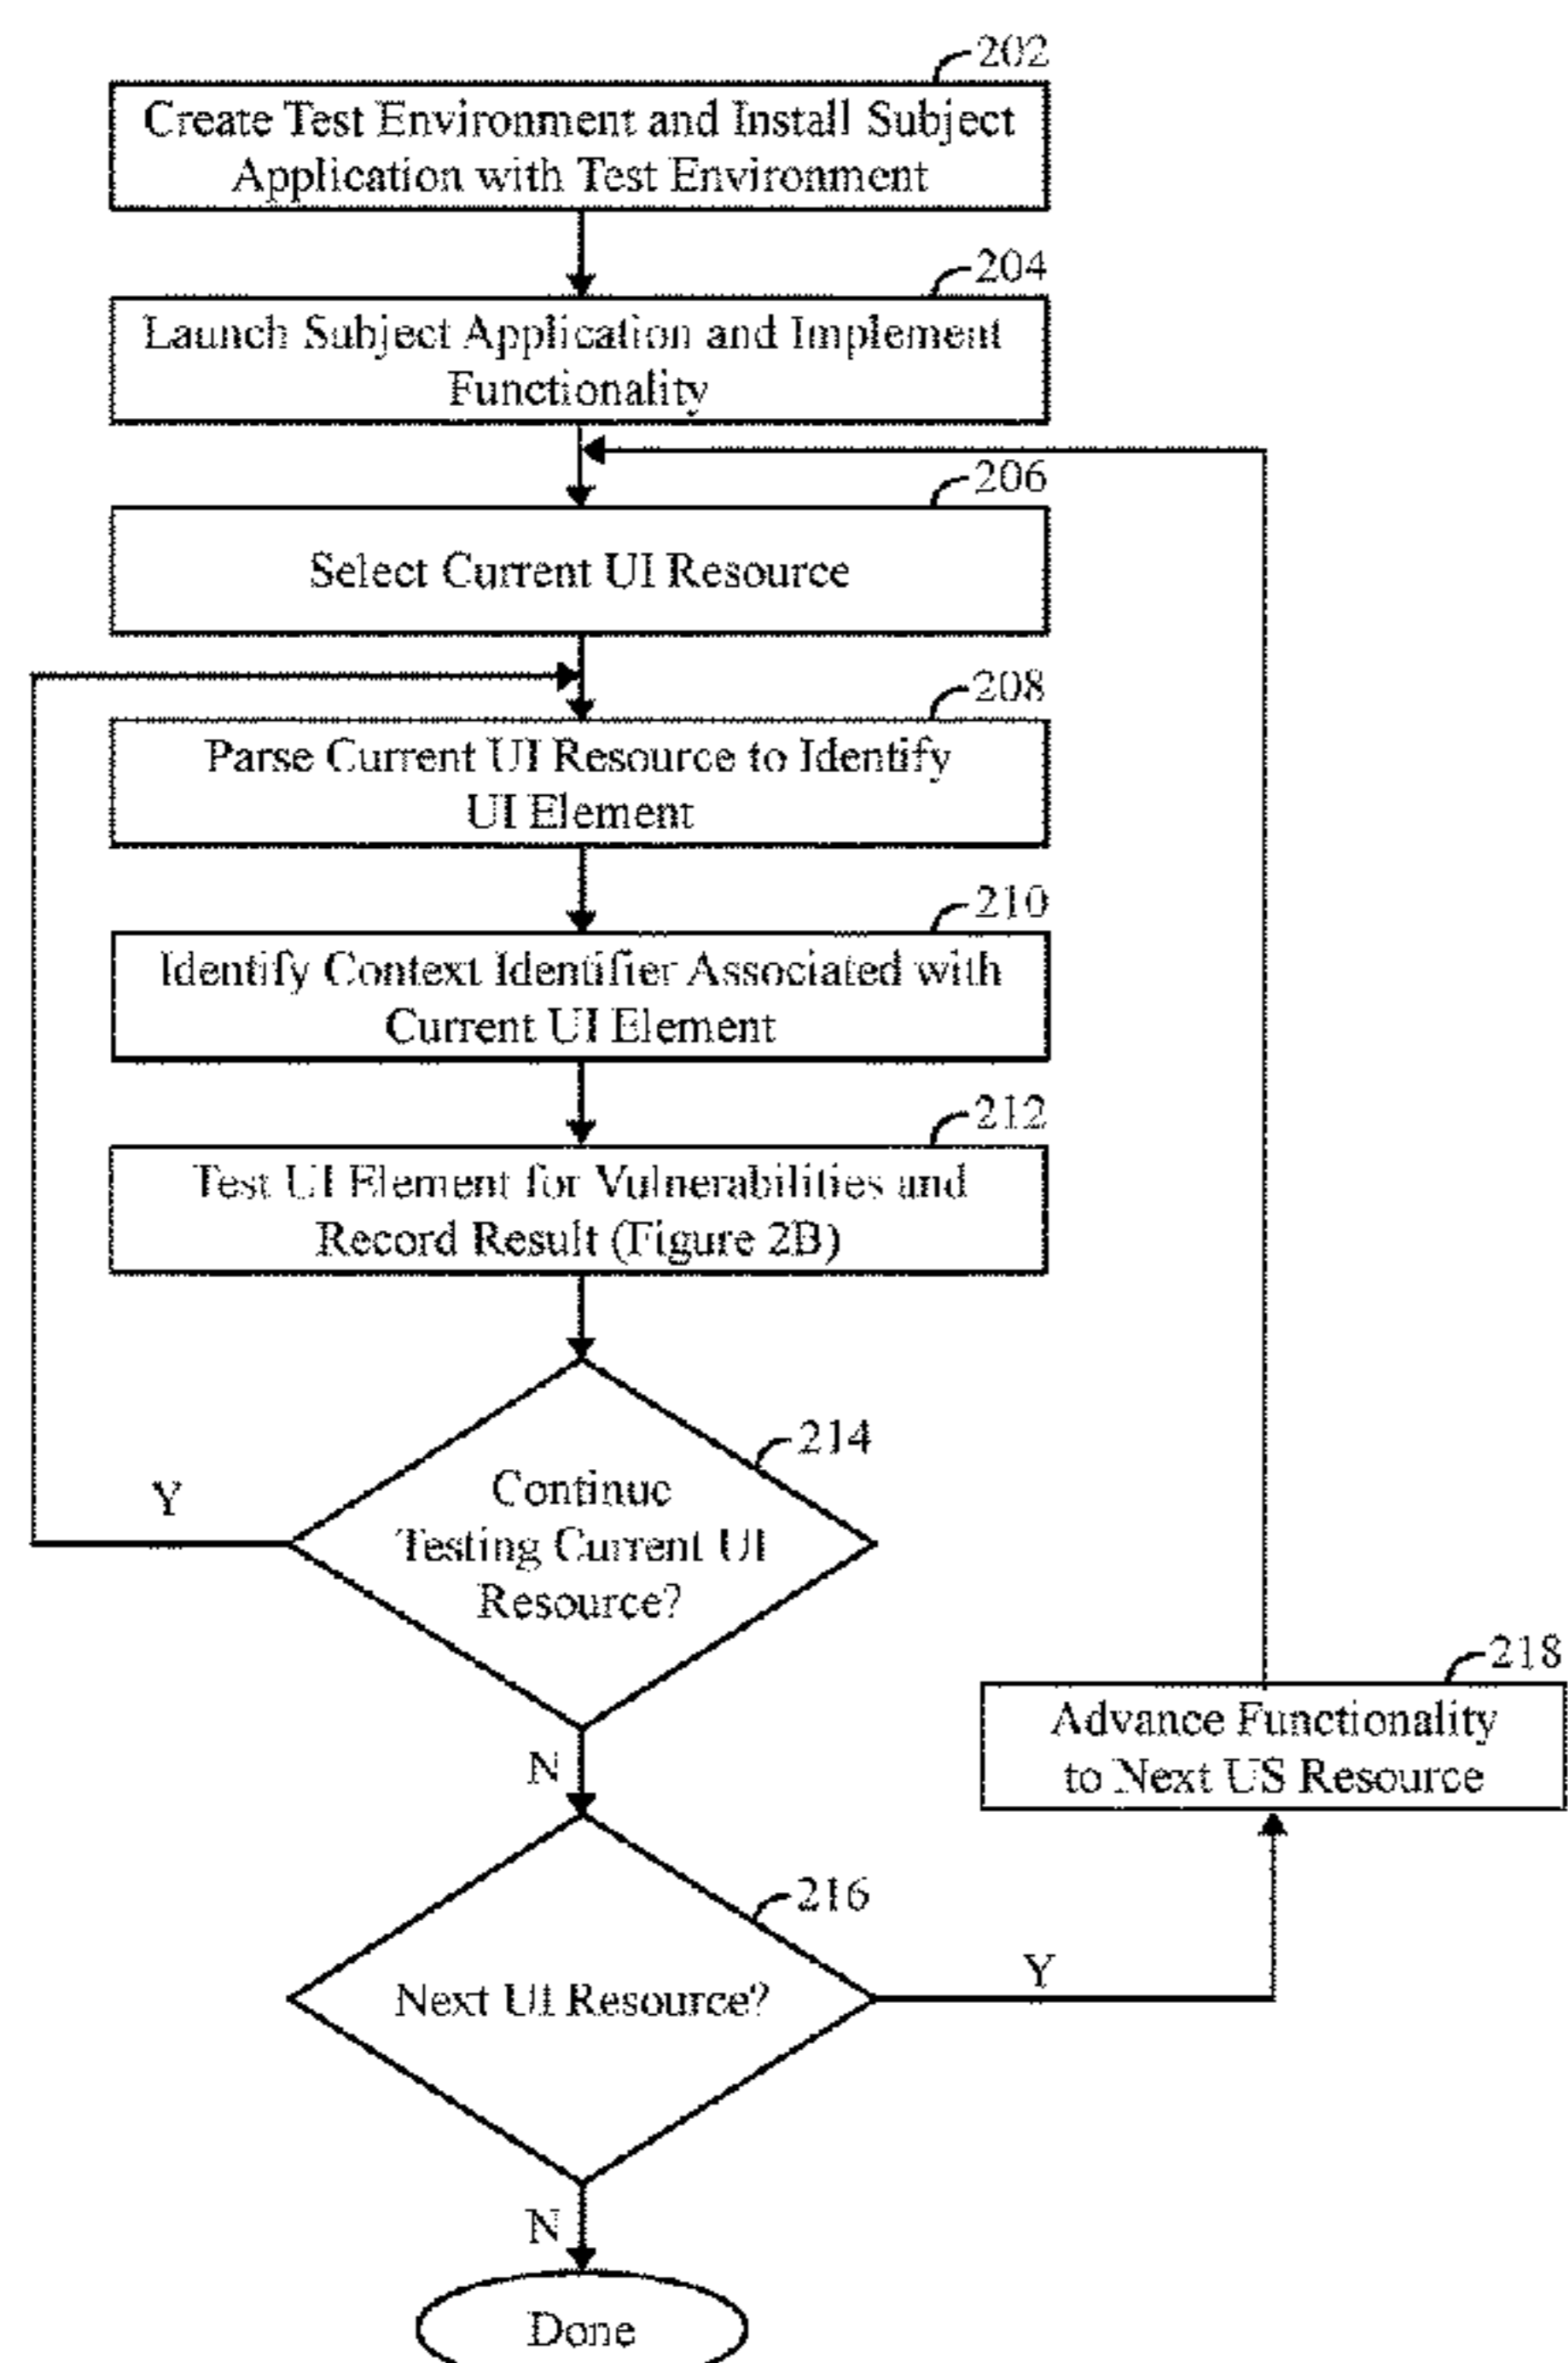 202
Create Test Environment and Install Subject
Application with Test Environment
204
Launch Subject Application and Implement
Functionality
206
Select Current UI Resource
208
Parse Current UI Resource to Identify
UI Element
210
Identify Context Identifier Associated with
Current UI Element
212
Test UI Element for Vulnerabilities and
Record Result (Figure 2B)
214
Continue
Testing Current UI
Resource?
Y
N
218
Advance Functionality
to Next US Resource
216
Next UI Resource?
Y
N
Done